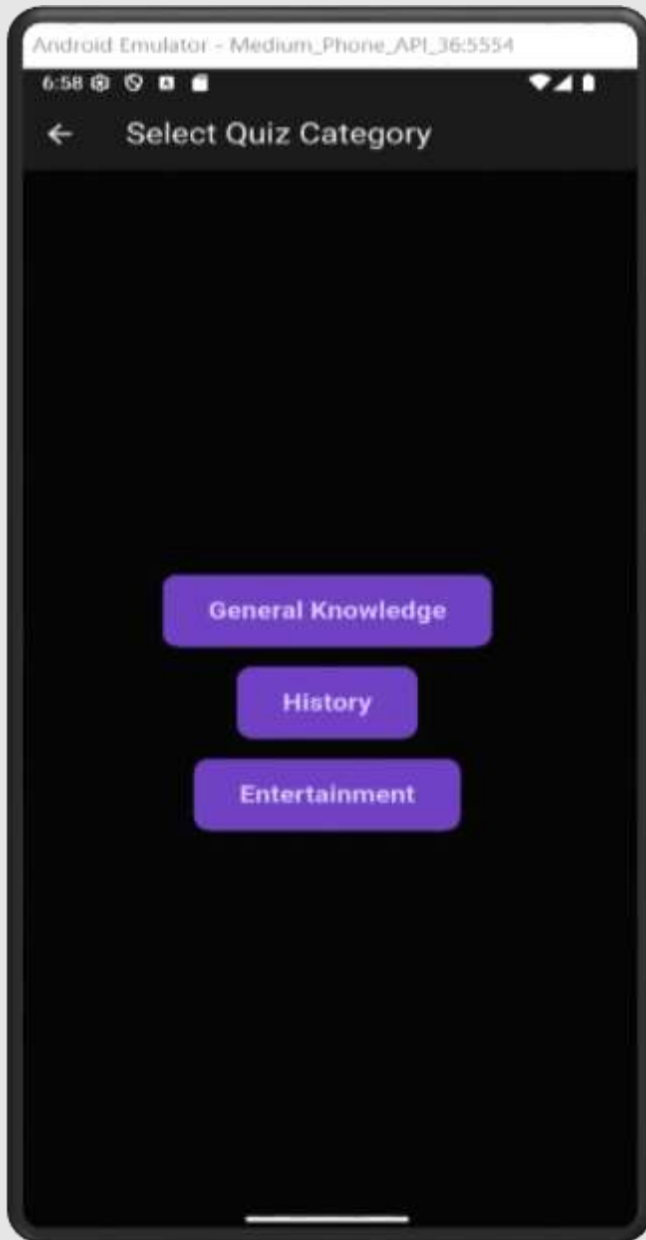 Android Emulator - Medium_Phone_API_36:5554
6:58
Select Quiz Category
General Knowledge
History
Entertainment